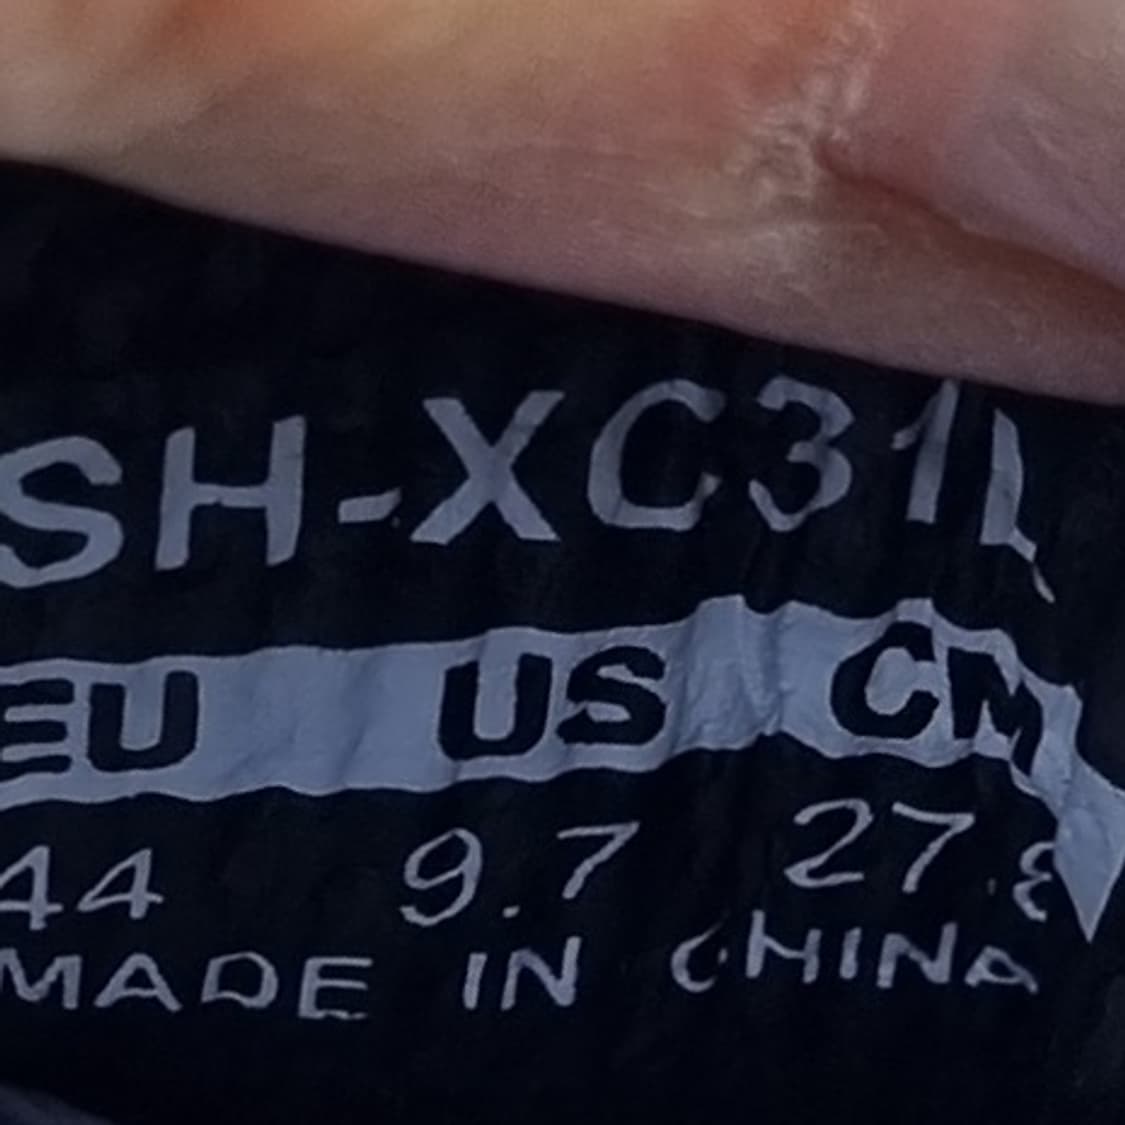 SH-XC31
EU US CM
44 9.7 27.8
MADE IN CHINA